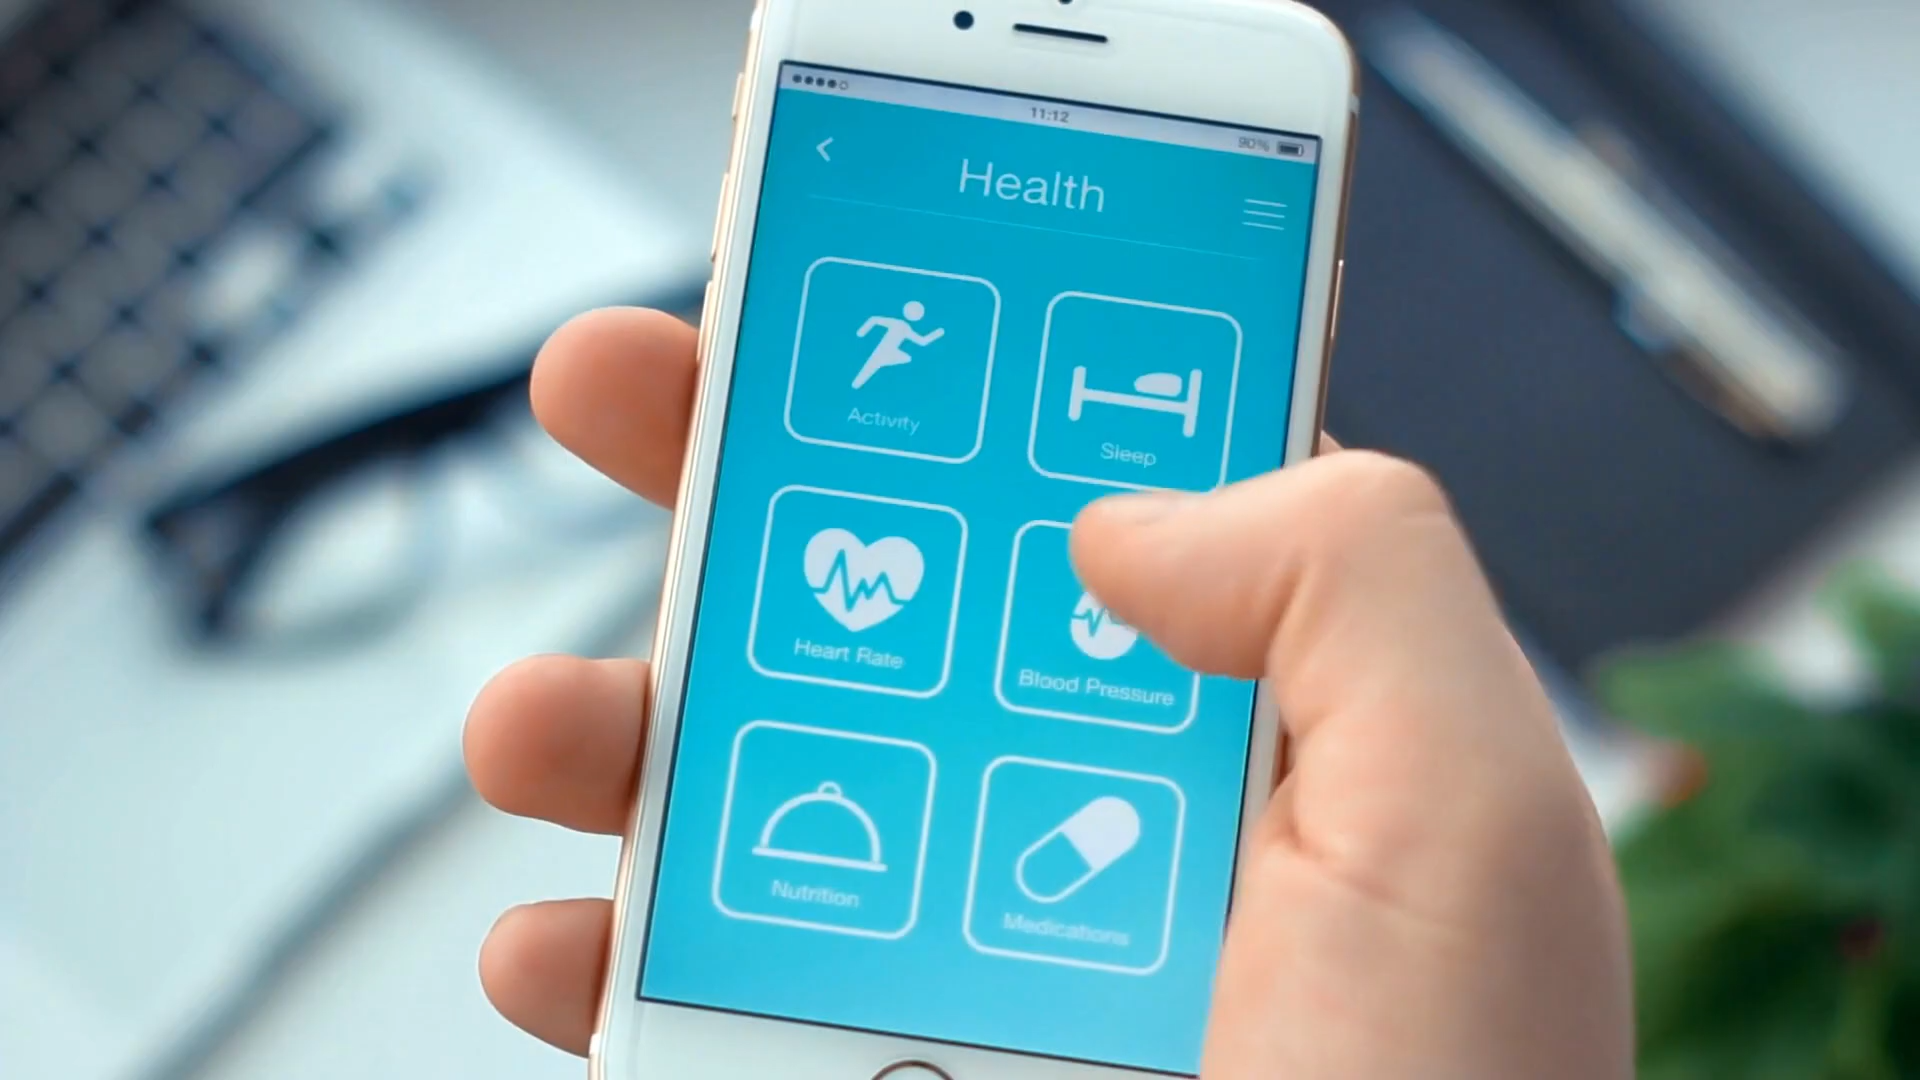 11:12
90%
Health
Activity
Sleep
Heart Rate
Blood Pressure
Nutrition
Medications